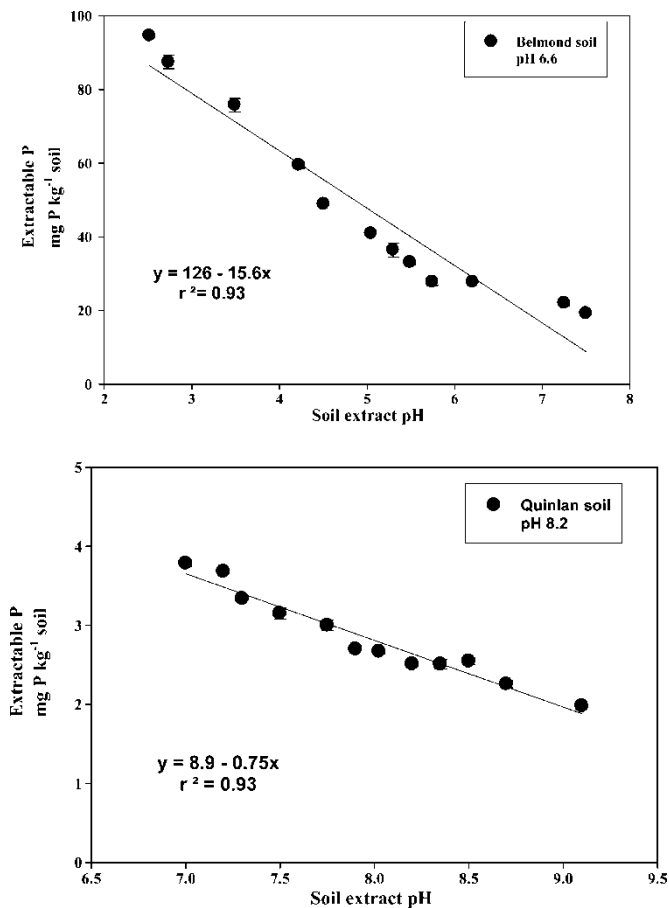 100
80
60
40
20
0
Extractable P
mg P kg⁻¹ soil
Belmond soil
pH 6.6
y = 126 - 15.6x
r ²= 0.93
2 3 4 5 6 7 8
Soil extract pH
5
4
3
2
1
0
Extractable P
mg P kg⁻¹ soil
Quinlan soil
pH 8.2
y = 8.9 - 0.75x
r ² = 0.93
6.5 7.0 7.5 8.0 8.5 9.0 9.5
Soil extract pH